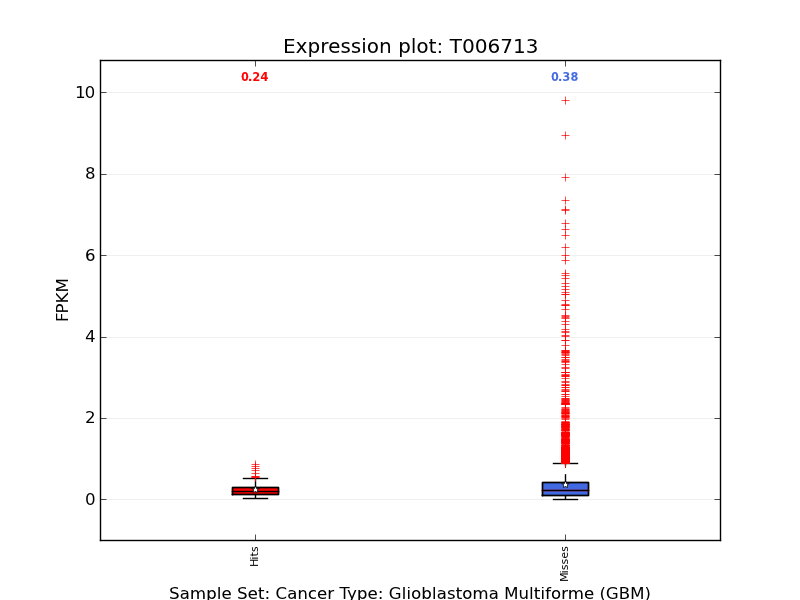 Expression plot: T006713
0.24 0.38
10
8
6
4
2
0
FPKM
Hits Misses
Sample Set: Cancer Type: Glioblastoma Multiforme (GBM)